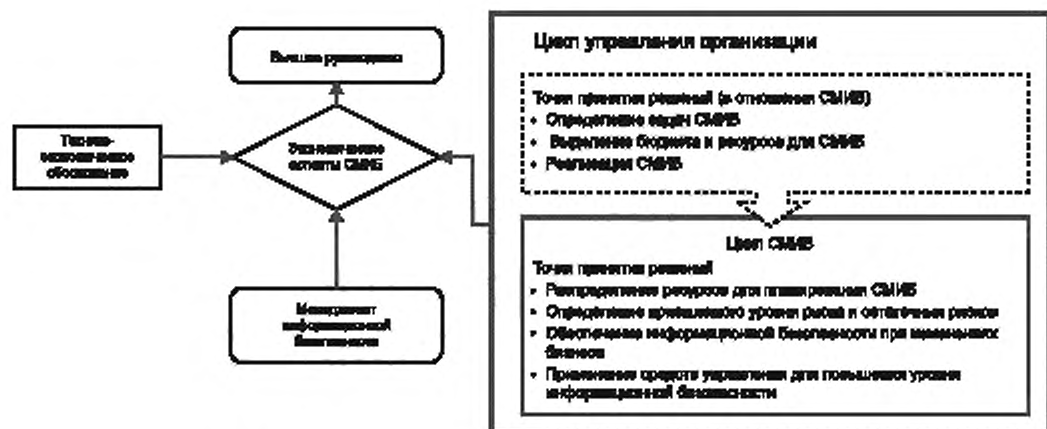 Высшее руководство
Технико-
экономическое
обоснование
Экономические
аспекты СМИБ
Менеджмент
информационной
безопасности
Цикл управления организации
Точки принятия решений (в отношении СМИБ)
• Определение задач СМИБ
• Выделение бюджета и ресурсов для СМИБ
• Реализация СМИБ
Цикл СМИБ
Точки принятия решений
• Распределение ресурсов для планирования СМИБ
• Определение приемлемого уровня риска и остаточных рисков
• Обеспечение информационной безопасности при изменениях
бизнеса
• Применение средств управления для повышения уровня
информационной безопасности